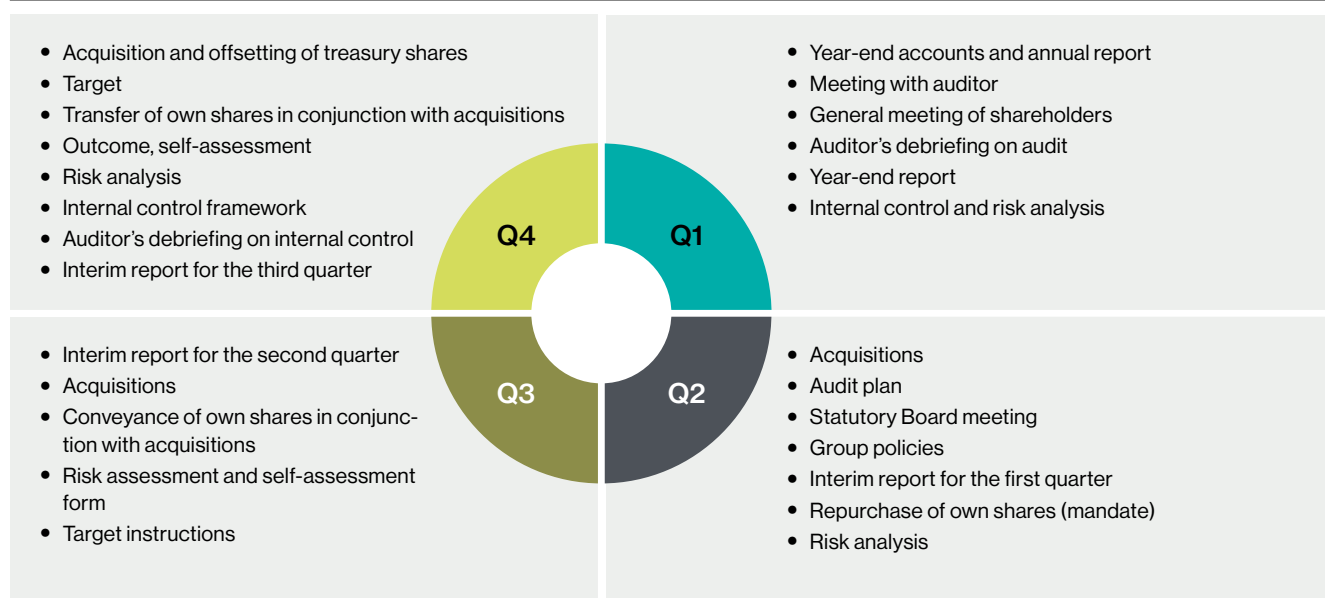 • Acquisition and offsetting of treasury shares
• Target
• Transfer of own shares in conjunction with acquisitions
• Outcome, self-assessment
• Risk analysis
• Internal control framework
• Auditor’s debriefing on internal control
• Interim report for the third quarter
Q4
• Year-end accounts and annual report
• Meeting with auditor
• General meeting of shareholders
• Auditor’s debriefing on audit
• Year-end report
• Internal control and risk analysis
Q1
• Interim report for the second quarter
• Acquisitions
• Conveyance of own shares in conjunc-
tion with acquisitions
• Risk assessment and self-assessment
form
• Target instructions
Q3
• Acquisitions
• Audit plan
• Statutory Board meeting
• Group policies
• Interim report for the first quarter
• Repurchase of own shares (mandate)
• Risk analysis
Q2